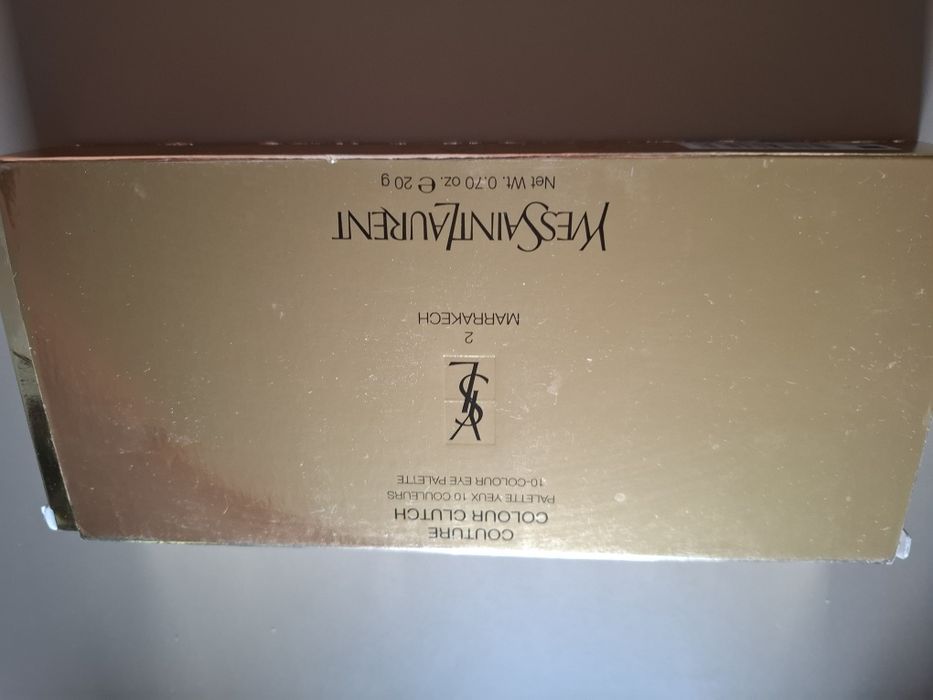 COUTURE
COLOUR CLUTCH
PALETTE YEUX 10 COULEURS
10-COLOUR EYE PALETTE
YSL
2
MARRAKECH
YVESSAINTLAURENT
Net Wt. 0.70 oz. ℮ 20 g